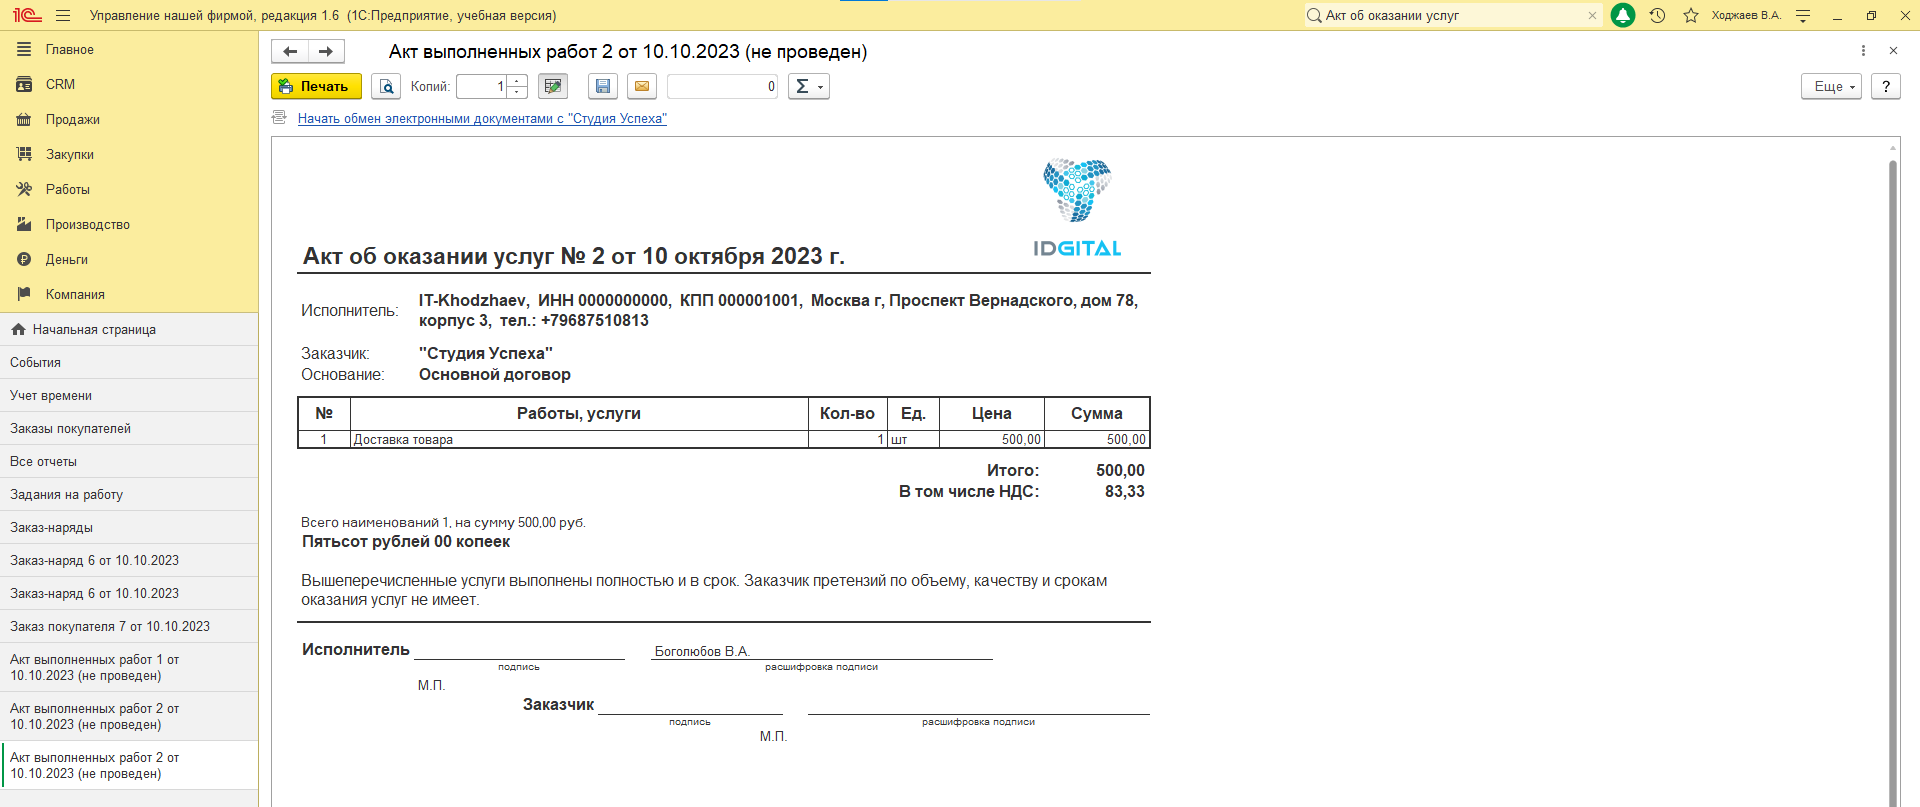 1С Управление нашей фирмой, редакция 1.6 (1С:Предприятие, учебная версия)
Акт об оказании услуг
Ходжаев В.А.
Главное
CRM
Продажи
Закупки
Работы
Производство
Деньги
Компания
Начальная страница
События
Учет времени
Заказы покупателей
Все отчеты
Задания на работу
Заказ-наряды
Заказ-наряд 6 от 10.10.2023
Заказ-наряд 6 от 10.10.2023
Заказ покупателя 7 от 10.10.2023
Акт выполненных работ 1 от
10.10.2023 (не проведен)
Акт выполненных работ 2 от
10.10.2023 (не проведен)
Акт выполненных работ 2 от
10.10.2023 (не проведен)
Акт выполненных работ 2 от 10.10.2023 (не проведен)
Печать Копий: 1 0 Σ Еще ?
Начать обмен электронными документами с "Студия Успеха"
IDGITAL
Акт об оказании услуг № 2 от 10 октября 2023 г.
Исполнитель: IT-Khodzhaev, ИНН 0000000000, КПП 000001001, Москва г, Проспект Вернадского, дом 78,
корпус 3, тел.: +79687510813
Заказчик: "Студия Успеха"
Основание: Основной договор
№ Работы, услуги Кол-во Ед. Цена Сумма
1 Доставка товара 1 шт 500,00 500,00
Итого: 500,00
В том числе НДС: 83,33
Всего наименований 1, на сумму 500,00 руб.
Пятьсот рублей 00 копеек
Вышеперечисленные услуги выполнены полностью и в срок. Заказчик претензий по объему, качеству и срокам
оказания услуг не имеет.
Исполнитель Боголюбов В.А.
подпись расшифровка подписи
М.П.
Заказчик
подпись расшифровка подписи
М.П.